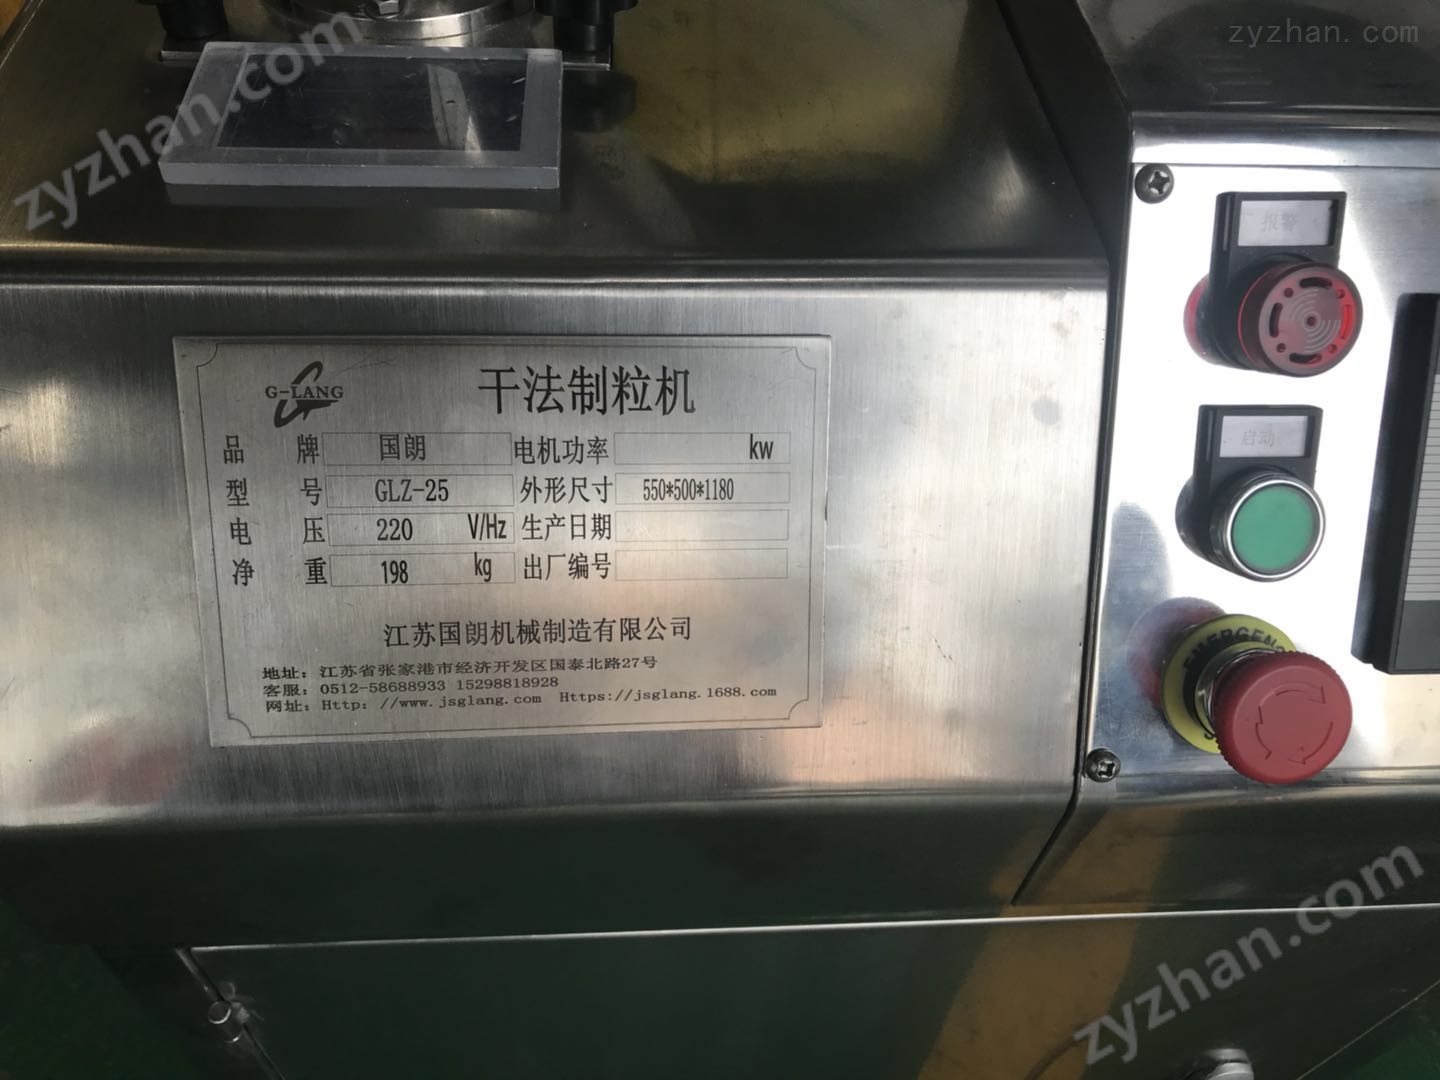 zyzhan.com
zyzhan.com
报警
G-LANG
干法制粒机
品牌 国朗 电机功率 kw
启动
型号 GLZ-25 外形尺寸 550*500*1180
电压 220 V/Hz 生产日期
净重 198 kg 出厂编号
江苏国朗机械制造有限公司
地址：江苏省张家港市经济开发区国泰北路27号
客服：0512-58688933 15298818928
网址：Http：//www.jsglang.com Https://jsglang.1688.com
EMERGEN
zyzhan.com